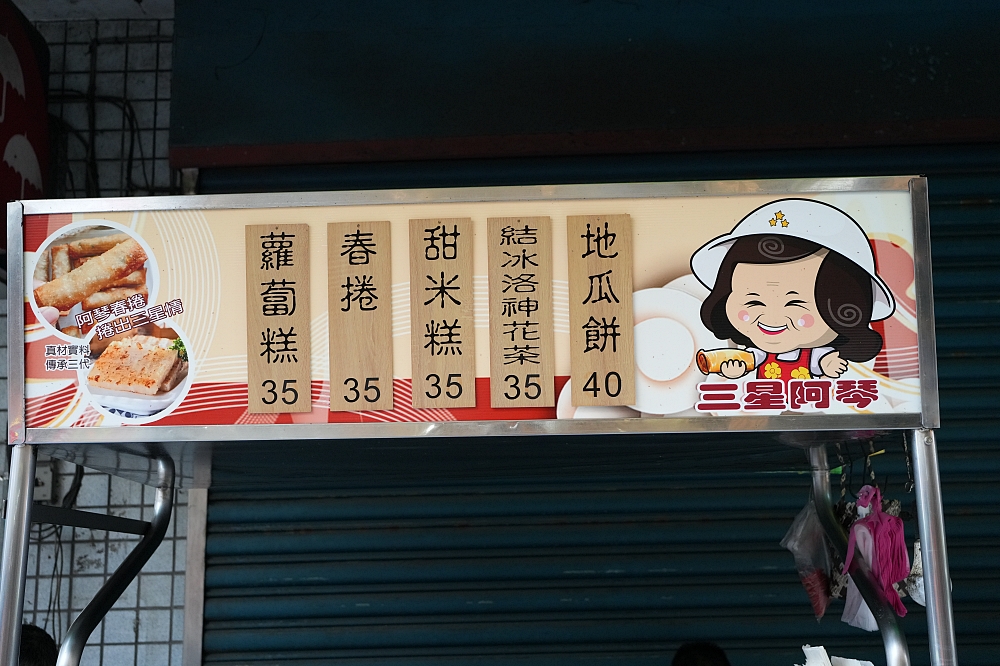 阿琴春捲
捲出三星情
真材實料
傳承三代
蘿蔔糕
35
春捲
35
甜米糕
35
結冰洛神花茶
35
地瓜餅
40
三星阿琴